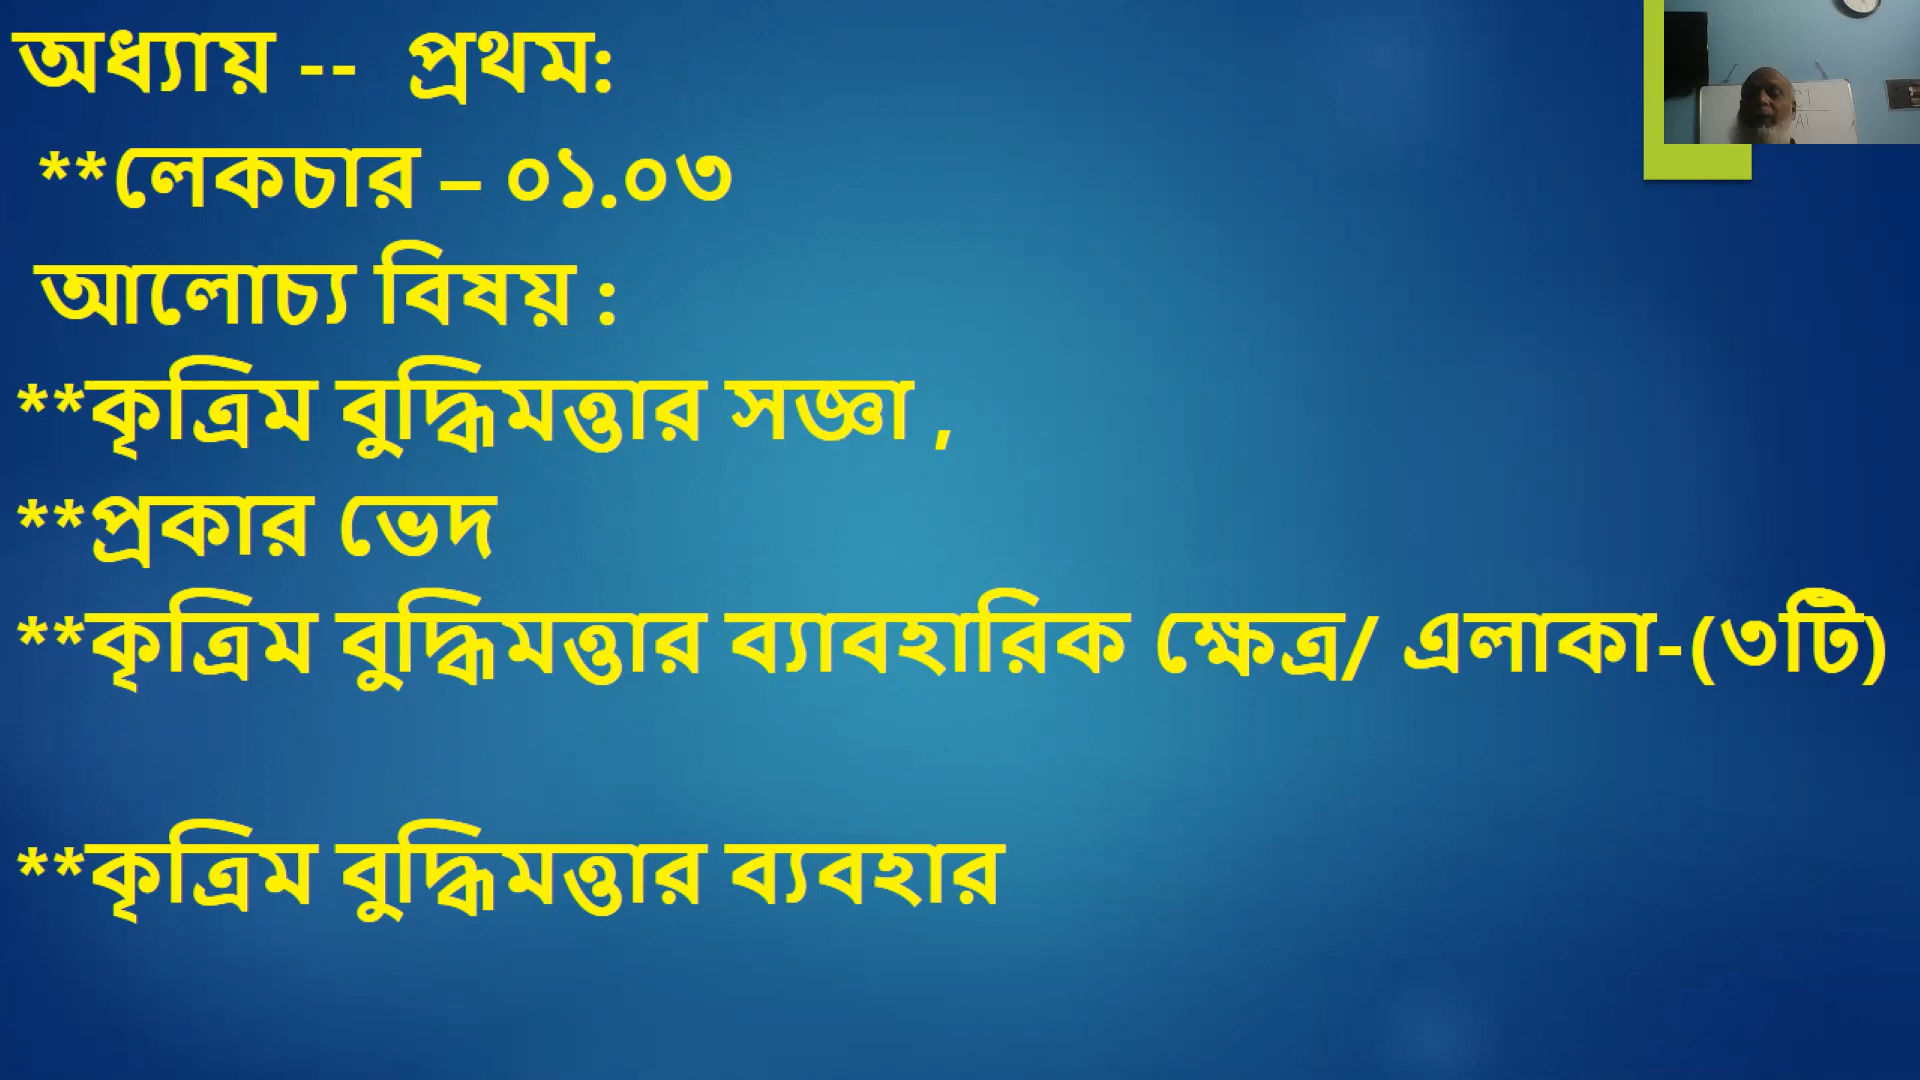 অধ্যায় -- প্রথম:
**লেকচার – ০১.০৩
আলোচ্য বিষয় :
**কৃত্রিম বুদ্ধিমত্তার সজ্ঞা ,
**প্রকার ভেদ
**কৃত্রিম বুদ্ধিমত্তার ব্যাবহারিক ক্ষেত্র/ এলাকা-(৩টি)
**কৃত্রিম বুদ্ধিমত্তার ব্যবহার